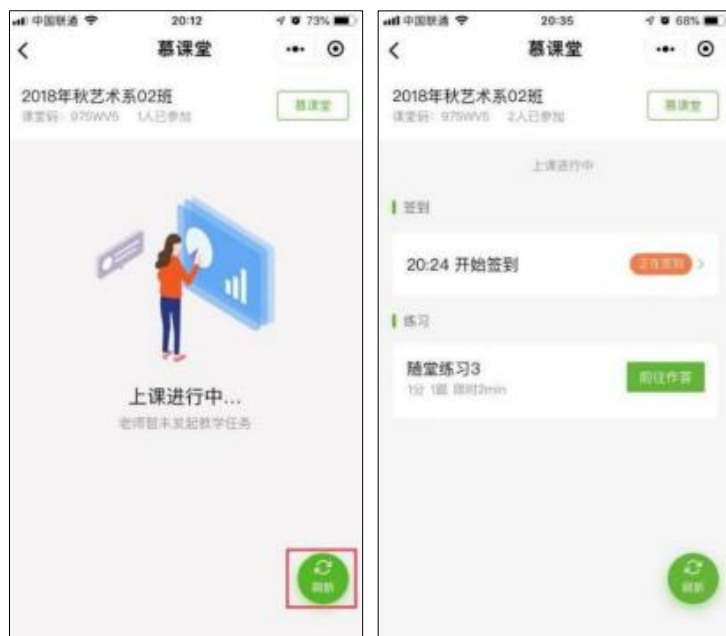 中国联通 20:12 73%
慕课堂
2018年秋艺术系02班
课堂码: 975WV5 1人已参加
慕课堂
上课进行中...
老师暂未发起教学任务
刷新
中国联通 20:35 68%
慕课堂
2018年秋艺术系02班
课堂码: 975WV5 2人已参加
慕课堂
上课进行中
签到
20:24 开始签到
正在签到
练习
随堂练习3
1分 1题 限时2min
前往作答
刷新